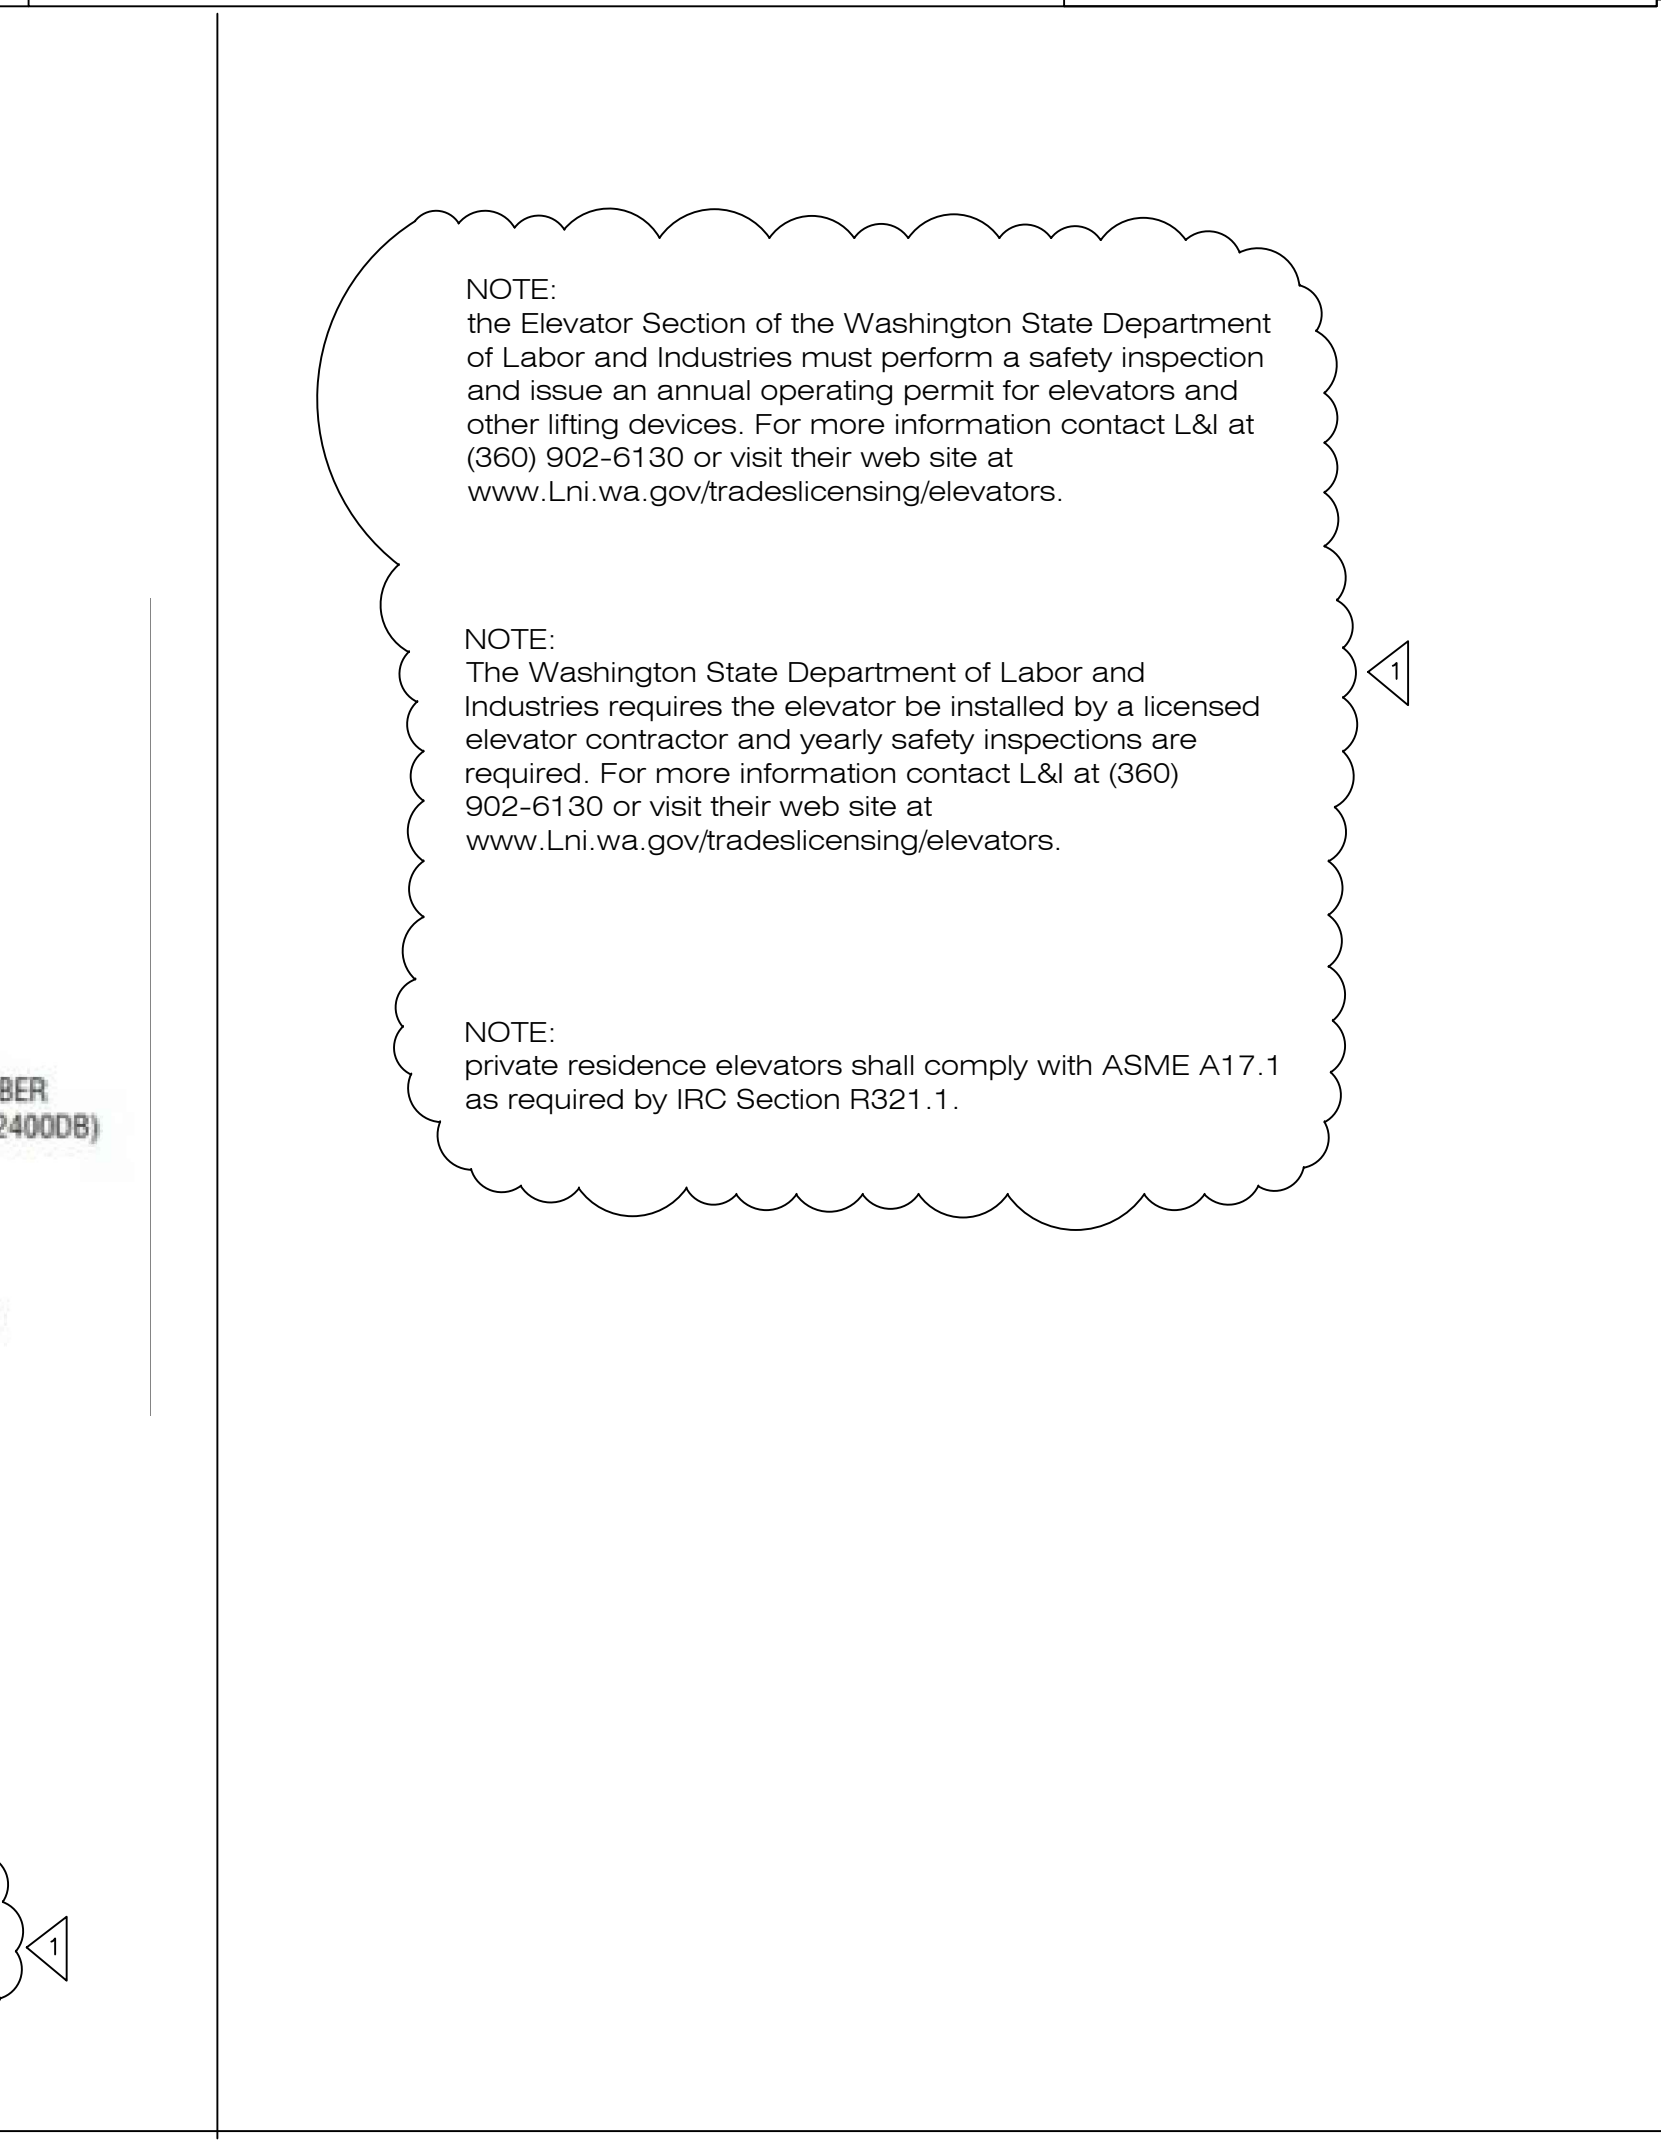 NOTE:
the Elevator Section of the Washington State Department
of Labor and Industries must perform a safety inspection
and issue an annual operating permit for elevators and
other lifting devices. For more information contact L&I at
(360) 902-6130 or visit their web site at
www.Lni.wa.gov/tradeslicensing/elevators.
NOTE:
The Washington State Department of Labor and
Industries requires the elevator be installed by a licensed
elevator contractor and yearly safety inspections are
required. For more information contact L&I at (360)
902-6130 or visit their web site at
www.Lni.wa.gov/tradeslicensing/elevators.
1
NOTE:
private residence elevators shall comply with ASME A17.1
as required by IRC Section R321.1.
BER
2400DB)
1